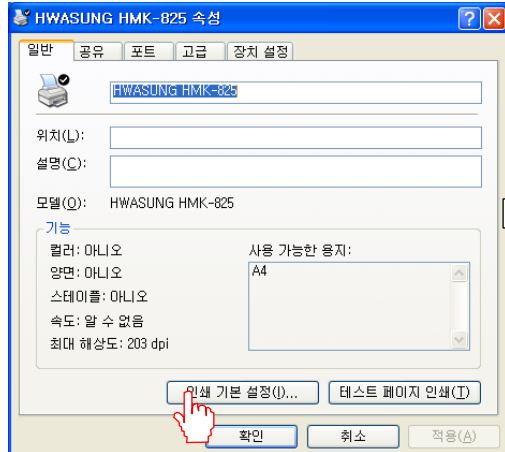 HWASUNG HMK-825 속성
일반 공유 포트 고급 장치 설정
HWASUNG HMK-825
위치(L):
설명(C):
모델(O): HWASUNG HMK-825
기능
컬러: 아니오 사용 가능한 용지:
양면: 아니오 A4
스테이플: 아니오
속도: 알 수 없음
최대 해상도: 203 dpi
인쇄 기본 설정(I)... 테스트 페이지 인쇄(T)
확인 취소 적용(A)